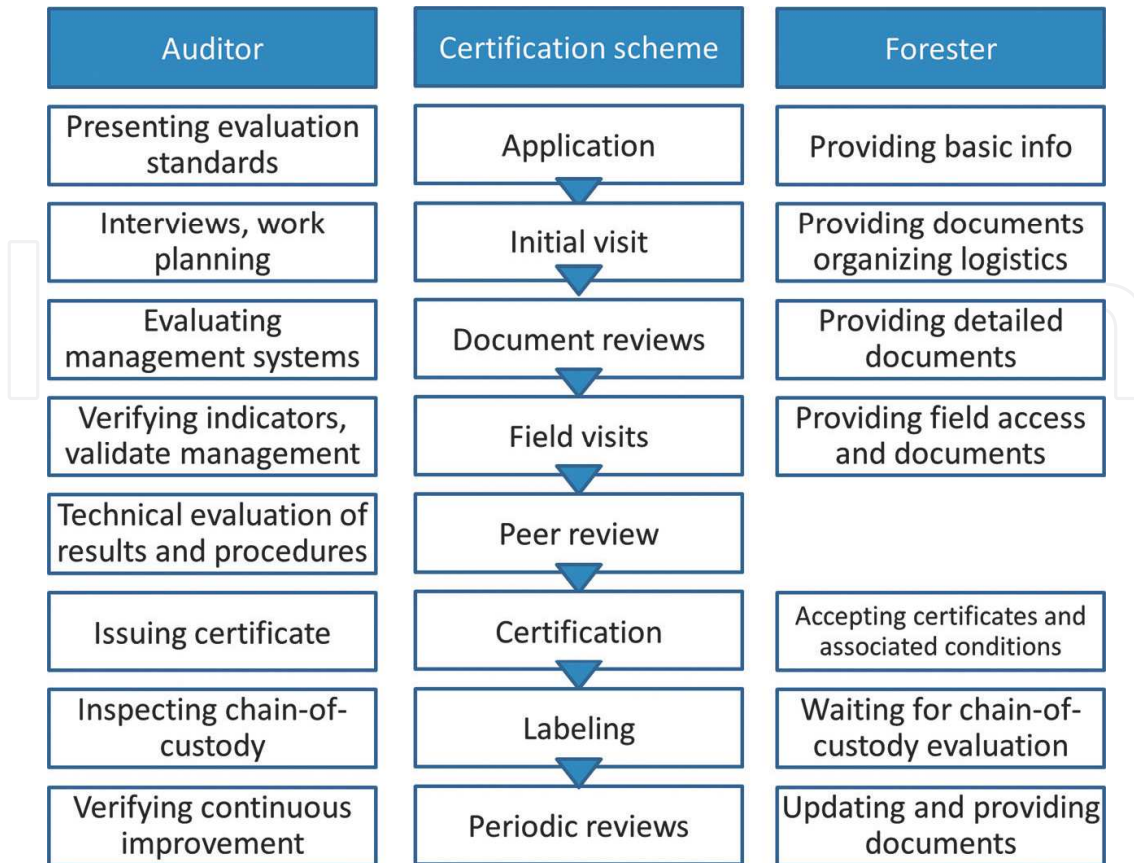 Auditor
Certification scheme
Forester
Presenting evaluation
standards
Application
Providing basic info
Interviews, work
planning
Initial visit
Providing documents
organizing logistics
Evaluating
management systems
Document reviews
Providing detailed
documents
Verifying indicators,
validate management
Field visits
Providing field access
and documents
Technical evaluation of
results and procedures
Peer review
Issuing certificate
Certification
Accepting certificates and
associated conditions
Inspecting chain-of-
custody
Labeling
Waiting for chain-of-
custody evaluation
Verifying continuous
improvement
Periodic reviews
Updating and providing
documents